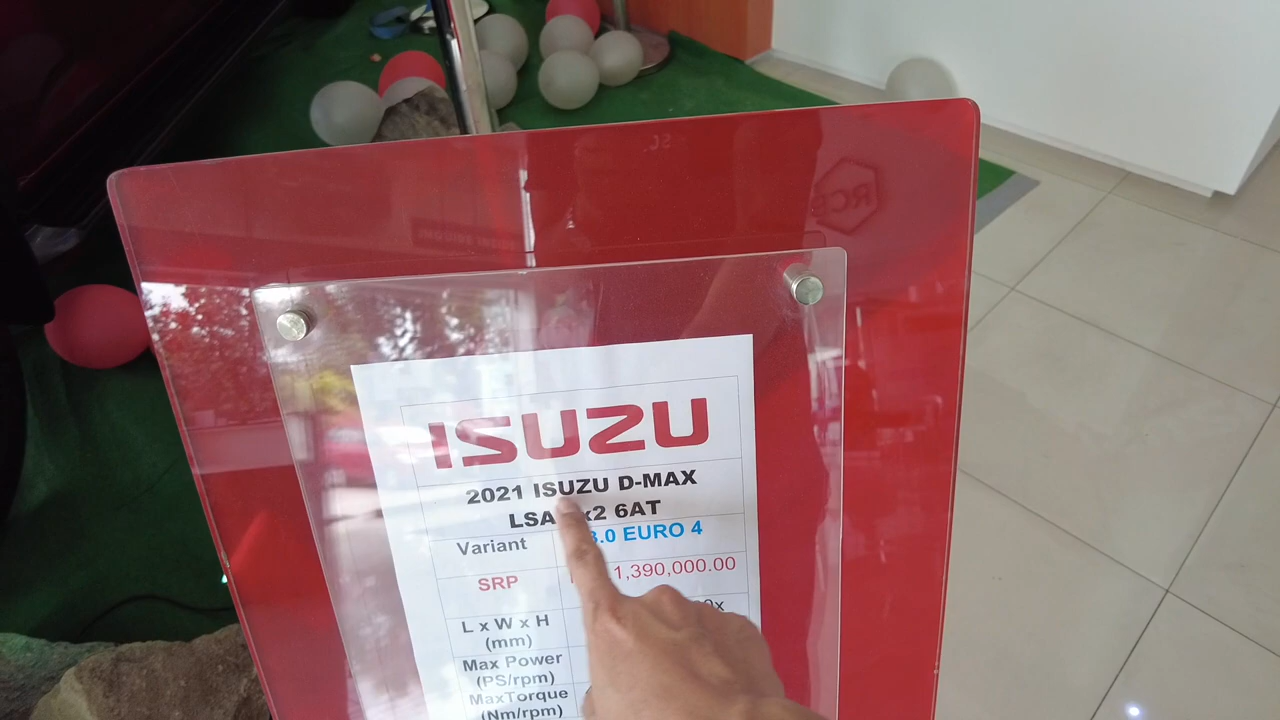 ISUZU
2021 ISUZU D-MAX
LSA x2 6AT
Variant 3.0 EURO 4
SRP 1,390,000.00
L x W x H
(mm)
Max Power
(PS/rpm)
MaxTorque
(Nm/rpm)